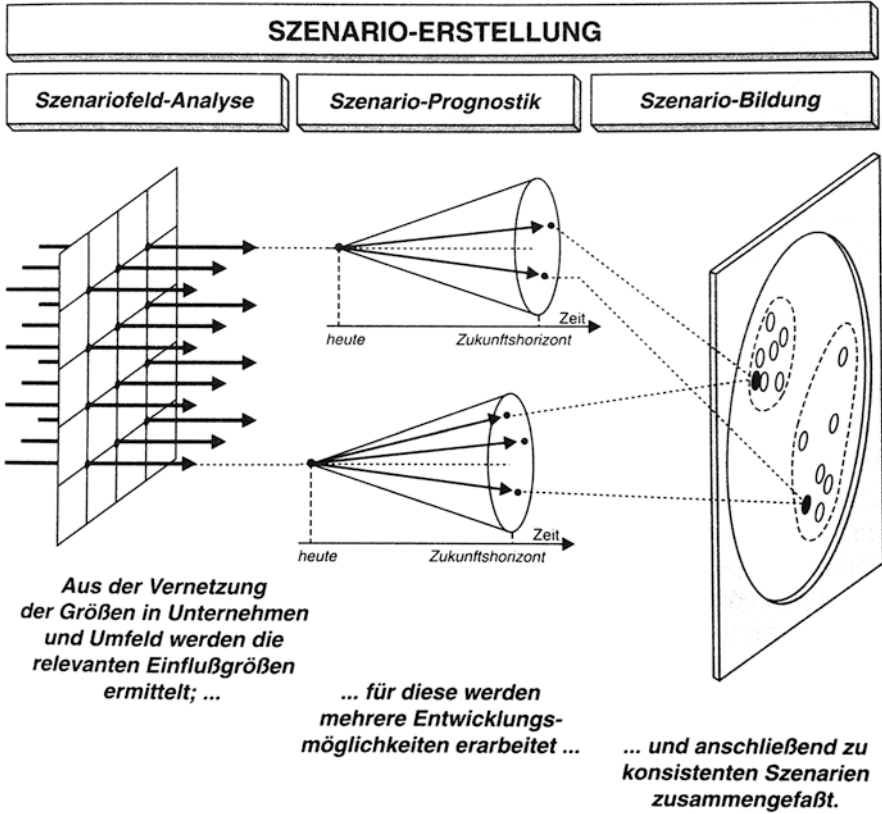 SZENARIO-ERSTELLUNG
Szenariofeld-Analyse
Szenario-Prognostik
Szenario-Bildung
Zeit
heute
Zukunftshorizont
Zeit
heute
Zukunftshorizont
Aus der Vernetzung
der Größen in Unternehmen
und Umfeld werden die
relevanten Einflußgrößen
ermittelt; ...
... für diese werden
mehrere Entwicklungs-
möglichkeiten erarbeitet ...
... und anschließend zu
konsistenten Szenarien
zusammengefaßt.